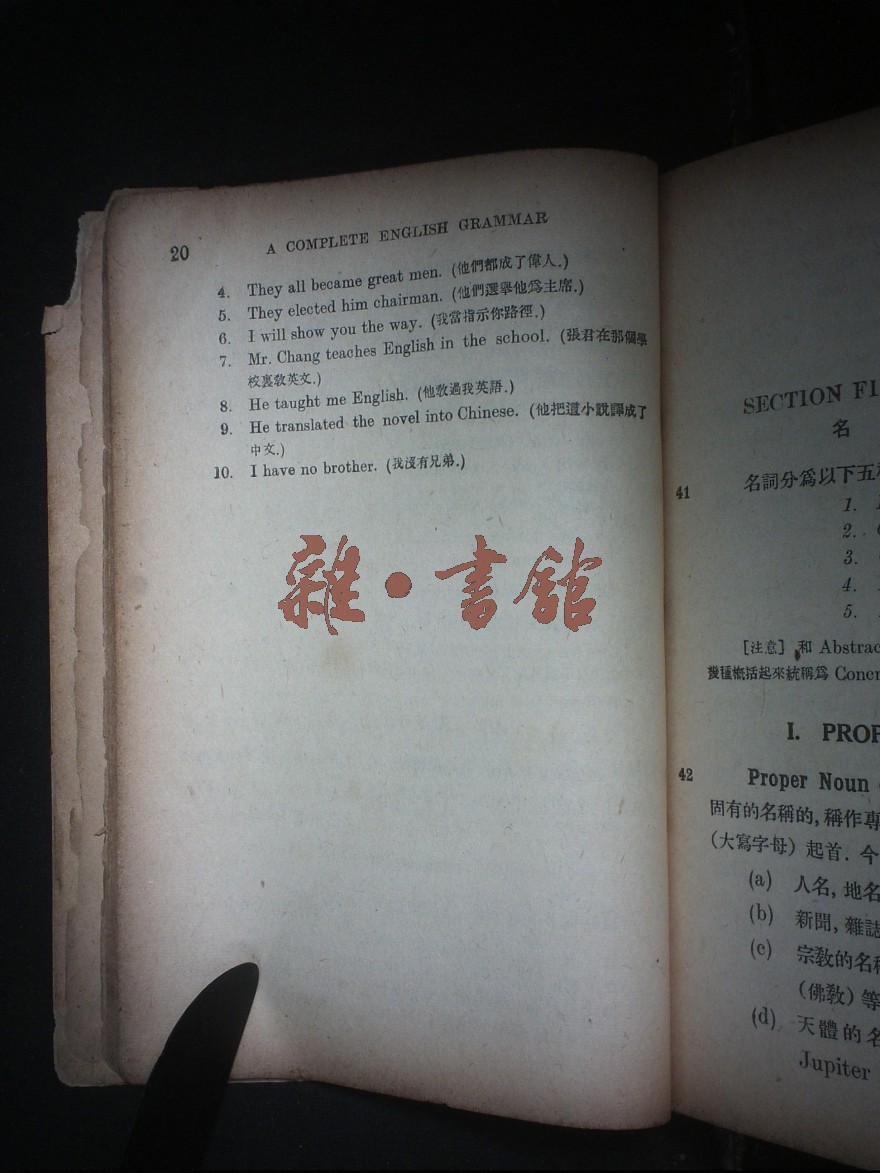 20 A COMPLETE ENGLISH GRAMMAR
4. They all became great men. (他們都成了偉人.)
5. They elected him chairman. (他們選舉他爲主席.)
6. I will show you the way. (我當指示你路徑.)
7. Mr. Chang teaches English in the school. (張君在那個學
校裏敎英文.)
8. He taught me English. (他敎過我英語.)
9. He translated the novel into Chinese. (他把這小說譯成了
中文.)
10. I have no brother. (我沒有兄弟.)
雜·書館
SECTION FI
名
41 名詞分爲以下五
1.
2.
3.
4.
5.
[注意] 和 Abstrac
幾種槪括起來統稱爲 Concr
I. PROP
42 Proper Noun
固有的名稱的, 稱作專
(大寫字母) 起首. 今
(a) 人名, 地名
(b) 新聞, 雜誌
(c) 宗敎的名稱
(佛敎) 等
(d) 天體的名
Jupiter